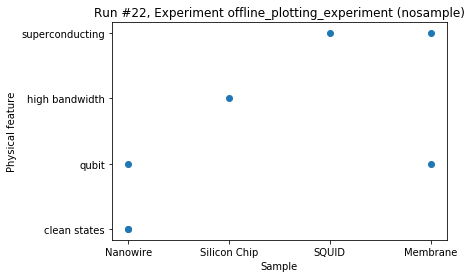 Run #22, Experiment offline_plotting_experiment (nosample)
superconducting
high bandwidth
qubit
clean states
Physical feature
Nanowire
Silicon Chip
SQUID
Membrane
Sample